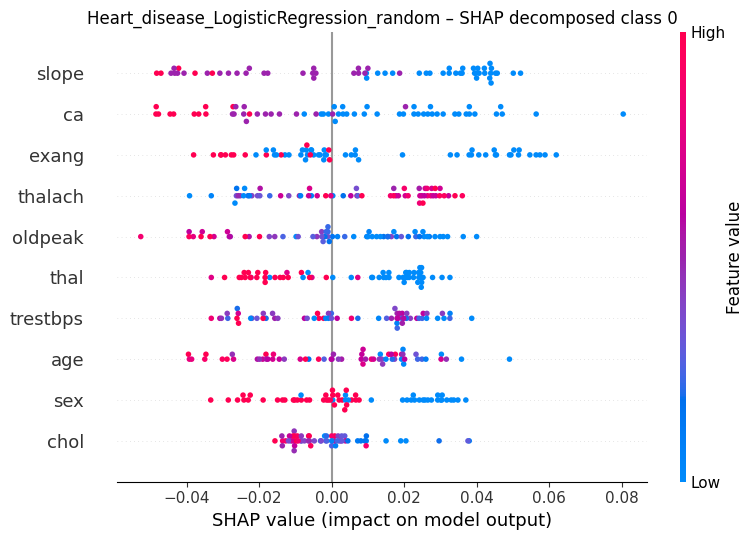 Heart_disease_LogisticRegression_random – SHAP decomposed class 0
High
slope
ca
exang
thalach
oldpeak
thal
trestbps
age
sex
chol
Feature value
Low
−0.04 −0.02 0.00 0.02 0.04 0.06 0.08
SHAP value (impact on model output)